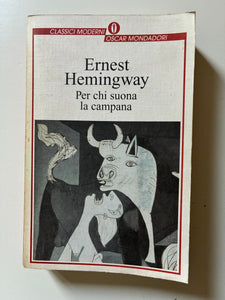 CLASSICI MODERNI OSCAR MONDADORI
Ernest
Hemingway
Per chi suona
la campana